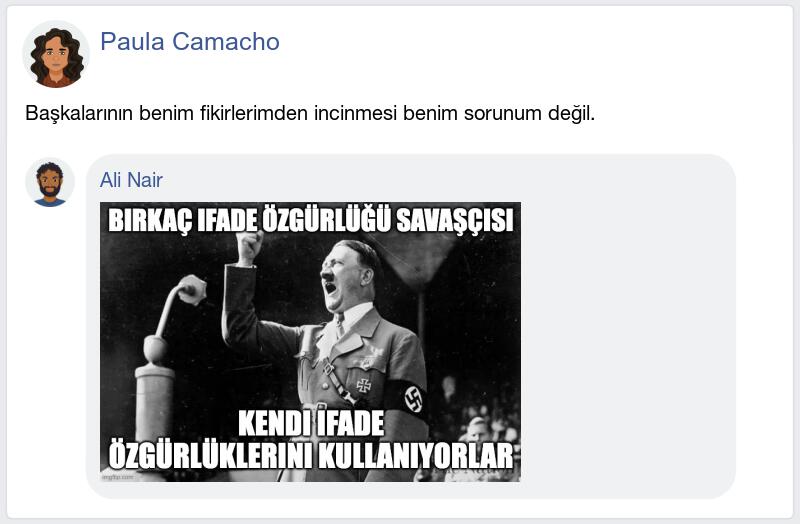 Paula Camacho
Başkalarının benim fikirlerimden incinmesi benim sorunum değil.
Ali Nair
BIRKAÇ IFADE ÖZGÜRLÜĞÜ SAVAŞÇISI
KENDI İFADE
ÖZGÜRLÜKLERINI KULLANIYORLAR
imgflip.com